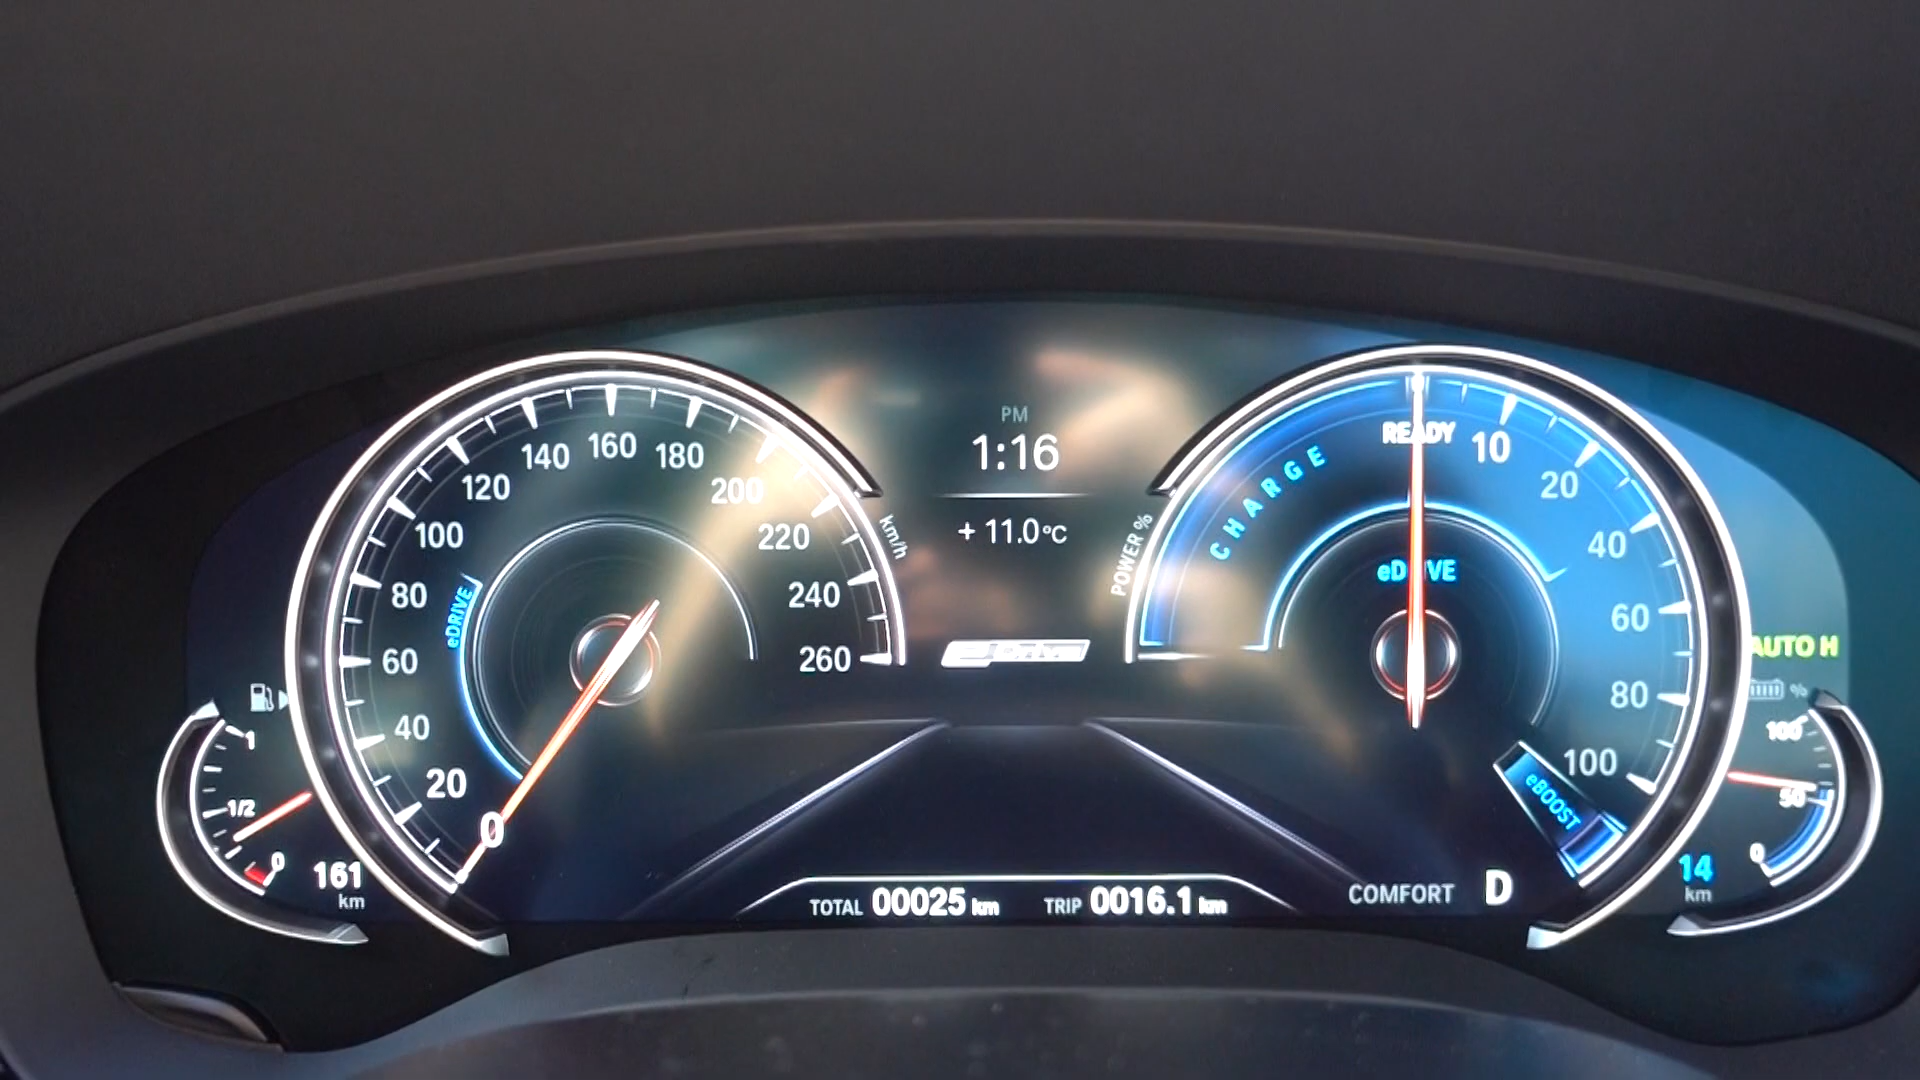 PM
1:16
+ 11.0°C
eDrive
0
20
40
60
80
100
120
140
160
180
200
220
240
260
km/h
eDRIVE
1
1/2
0
161
km
POWER %
CHARGE
READY
10
20
40
60
80
100
eDRIVE
eBOOST
AUTO H
%
100
50
0
14
km
TOTAL 00025 km TRIP 0016.1 km
COMFORT D